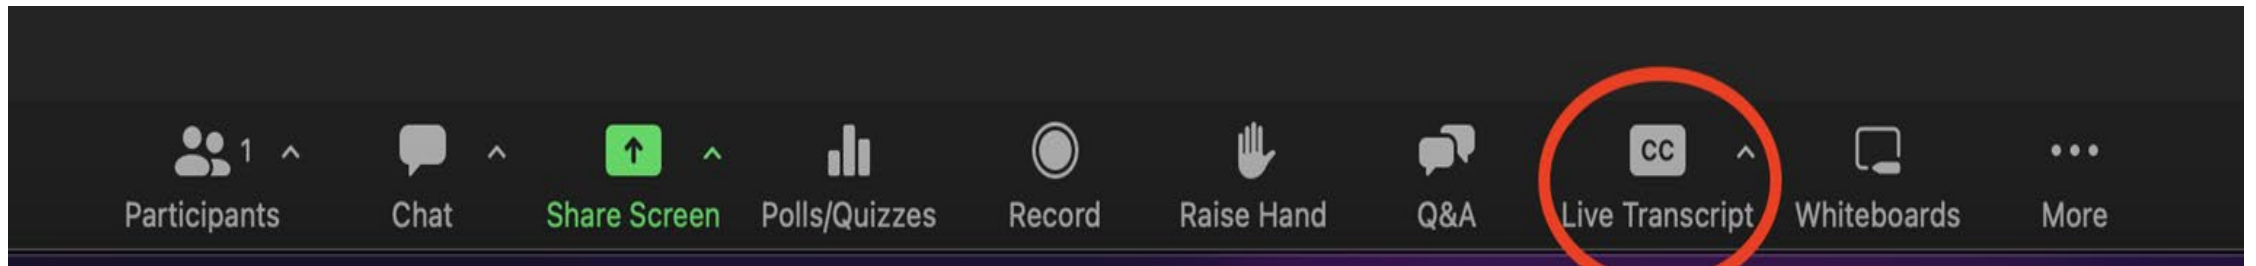 1
CC
Participants
Chat
Share Screen
Polls/Quizzes
Record
Raise Hand
Q&A
Live Transcript
Whiteboards
More